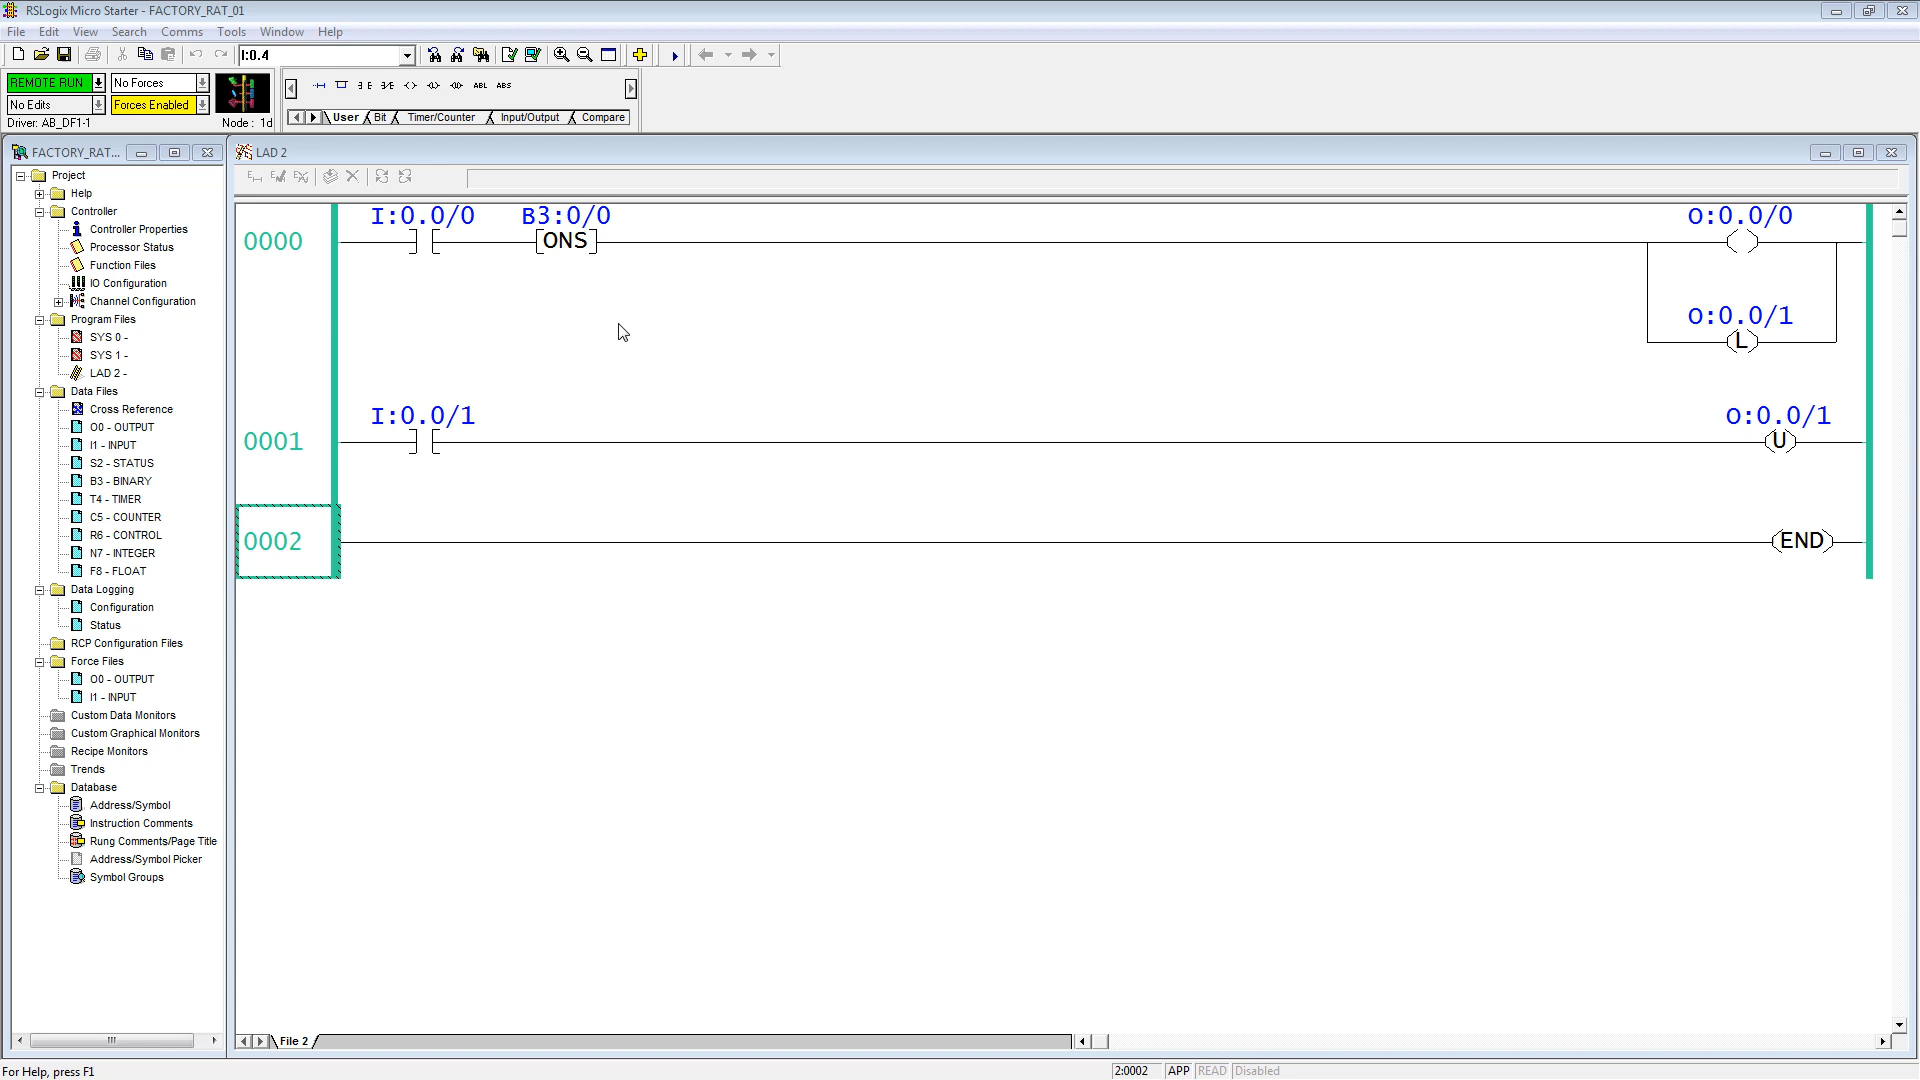 RSLogix Micro Starter - FACTORY_RAT_01
File Edit View Search Comms Tools Window Help
I:0.4
REMOTE RUN No Forces
No Edits Forces Enabled
Driver: AB_DF1-1 Node : 1d
ABL ABS
User Bit Timer/Counter Input/Output Compare
FACTORY_RAT...
Project
Help
Controller
Controller Properties
Processor Status
Function Files
IO Configuration
Channel Configuration
Program Files
SYS 0 -
SYS 1 -
LAD 2 -
Data Files
Cross Reference
O0 - OUTPUT
I1 - INPUT
S2 - STATUS
B3 - BINARY
T4 - TIMER
C5 - COUNTER
R6 - CONTROL
N7 - INTEGER
F8 - FLOAT
Data Logging
Configuration
Status
RCP Configuration Files
Force Files
O0 - OUTPUT
I1 - INPUT
Custom Data Monitors
Custom Graphical Monitors
Recipe Monitors
Trends
Database
Address/Symbol
Instruction Comments
Rung Comments/Page Title
Address/Symbol Picker
Symbol Groups
LAD 2
I:0.0/0 B3:0/0 O:0.0/0
0000 ONS
O:0.0/1
L
I:0.0/1 O:0.0/1
0001 U
0002 END
File 2
For Help, press F1
2:0002 APP READ Disabled